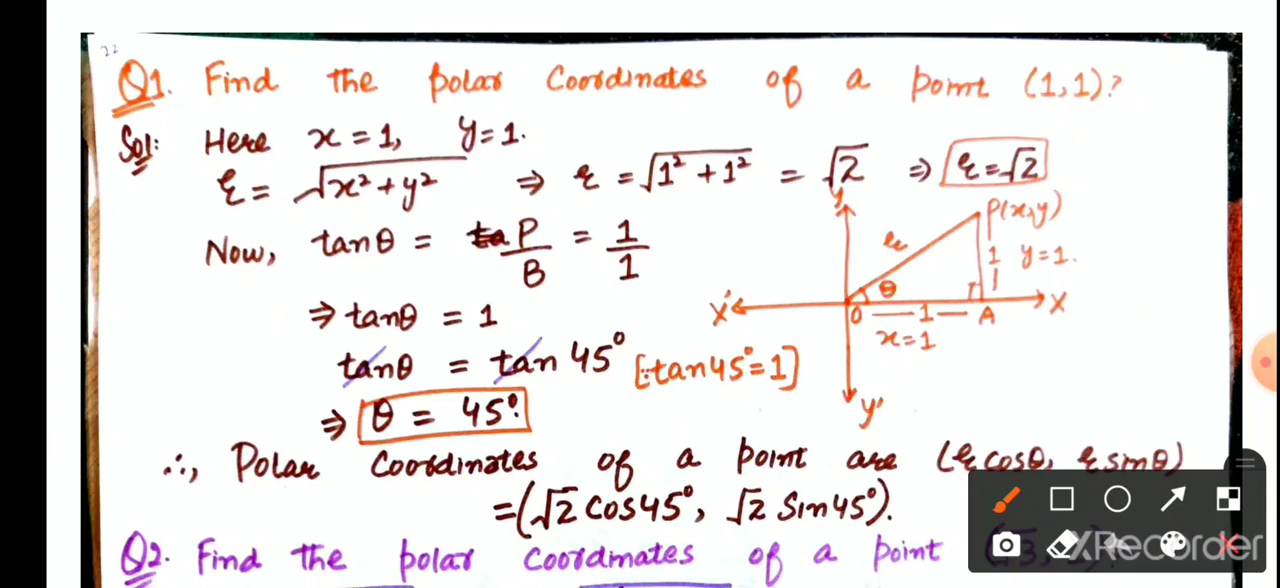 22
Q1. Find the polar Coordinates of a point (1,1)?
Sol: Here x = 1, y = 1.
r = √x²+y² ⇒ r = √1² + 1² = √2 ⇒ r = √2
Now, tanθ = P/B = 1/1
⇒ tanθ = 1
tanθ = tan 45° [∵tan45°=1]
⇒ θ = 45°.
∴, Polar Coordinates of a point are (r cosθ, r sinθ)
=(√2 cos45°, √2 Sin45°).
Q2. Find the polar coordinates of a point
Y
P(x,y)
r
1 y=1.
θ
X' O 1 A X
x=1
Y'
XRecorder